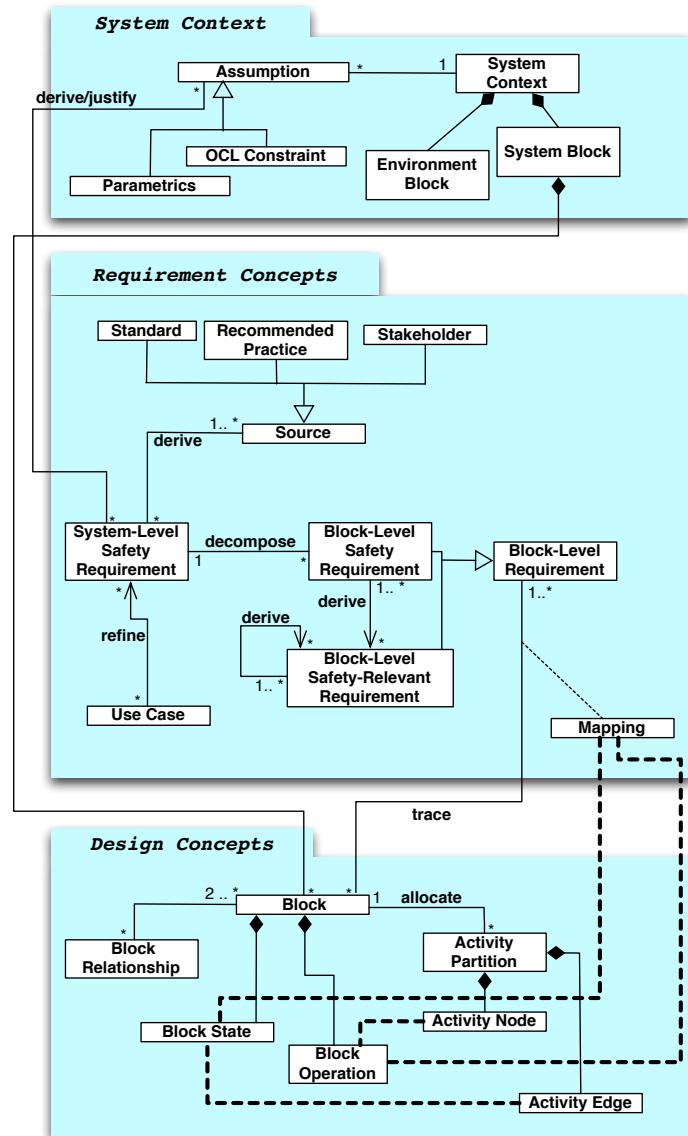 System Context
Assumption
*
1
System
Context
*
derive/justify
OCL Constraint
Parametrics
Environment
Block
System Block
Requirement Concepts
Standard
Recommended
Practice
Stakeholder
1.. *
Source
derive
*
*
System-Level
Safety
Requirement
decompose
1
*
Block-Level
Safety
Requirement
Block-Level
Requirement
1.. *
1..*
derive
derive
*
*
*
refine
1.. *
Block-Level
Safety-Relevant
Requirement
*
Use Case
Mapping
trace
Design Concepts
2 .. *
*
Block
*
1
allocate
*
*
Block
Relationship
Activity
Partition
Block State
Activity Node
Block
Operation
Activity Edge